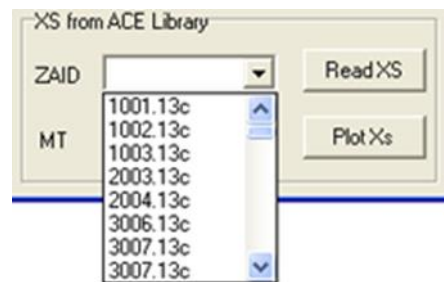 XS from ACE Library
ZAID
Read XS
1001.13c
1002.13c
1003.13c
MT
Plot Xs
2003.13c
2004.13c
3006.13c
3007.13c
3007.13c